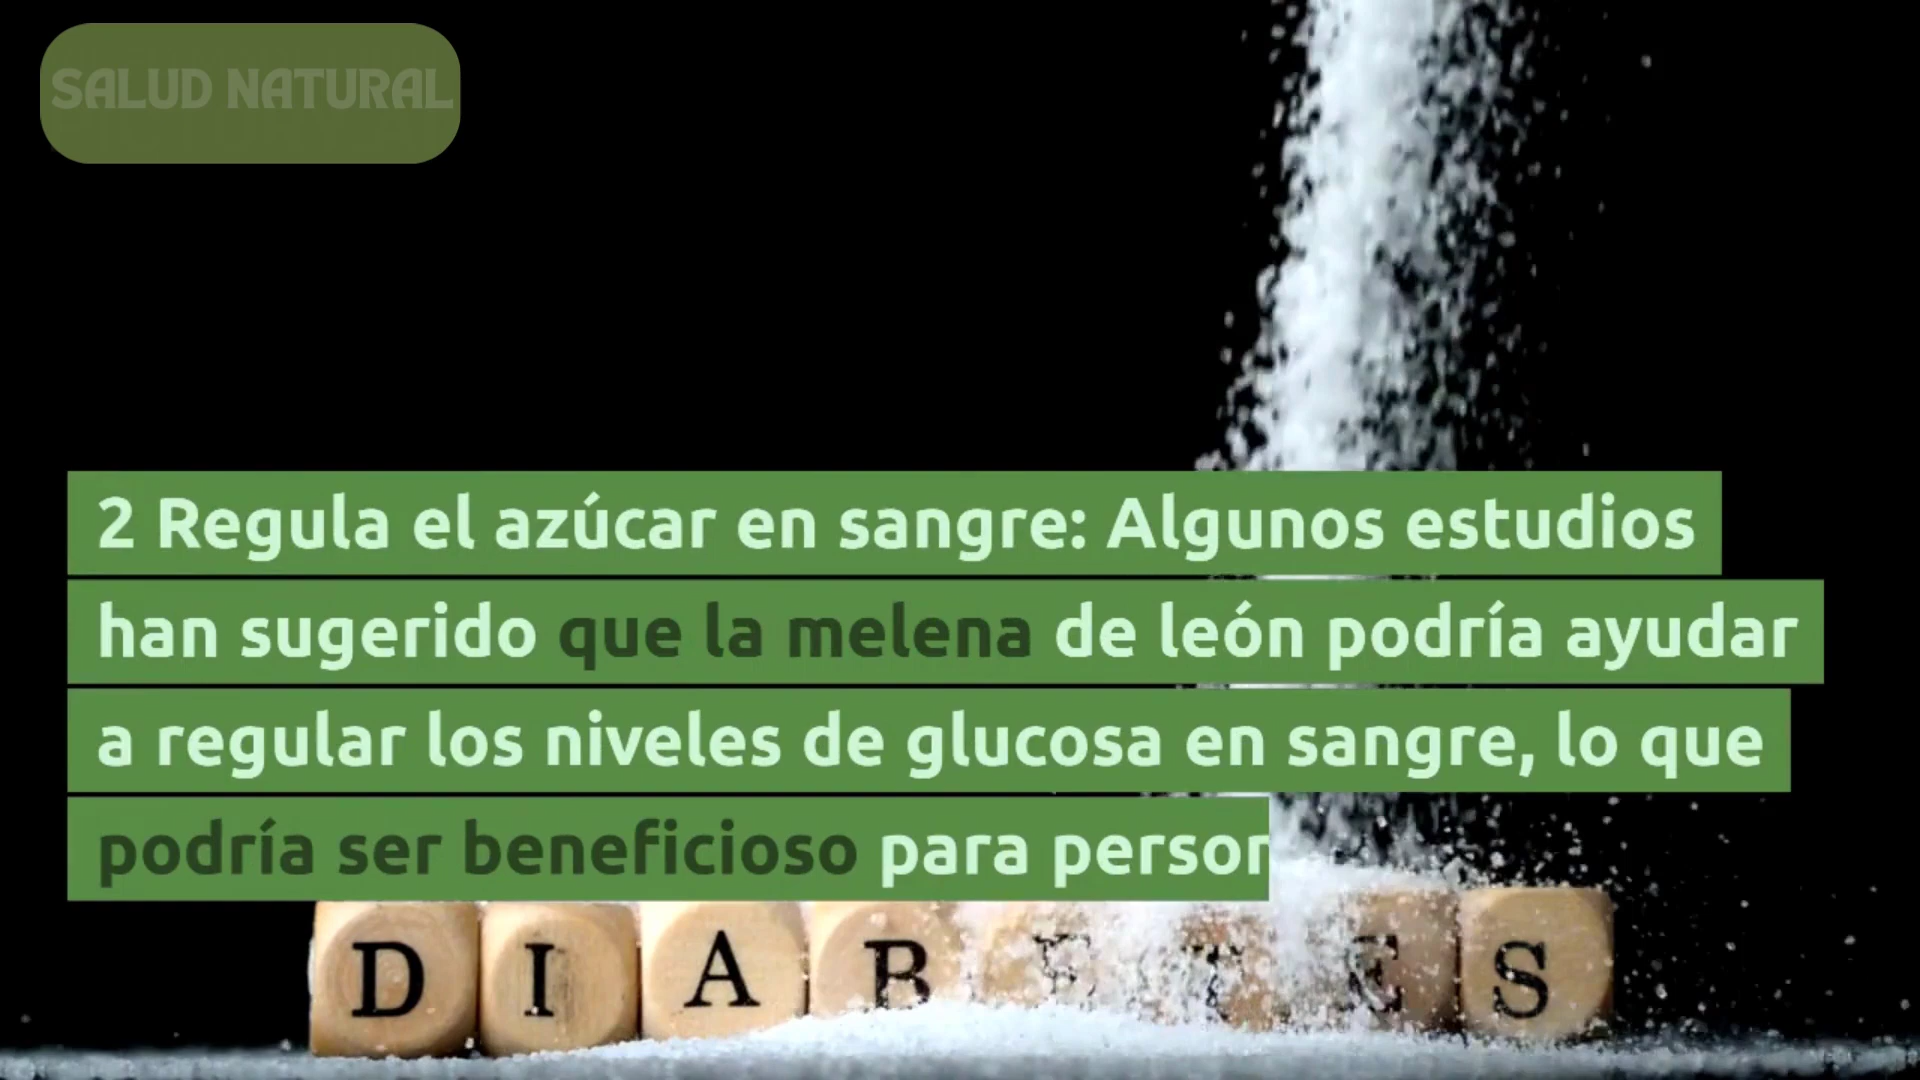 SALUD NATURAL
2 Regula el azúcar en sangre: Algunos estudios
han sugerido que la melena de león podría ayudar
a regular los niveles de glucosa en sangre, lo que
podría ser beneficioso para person
DIABETES